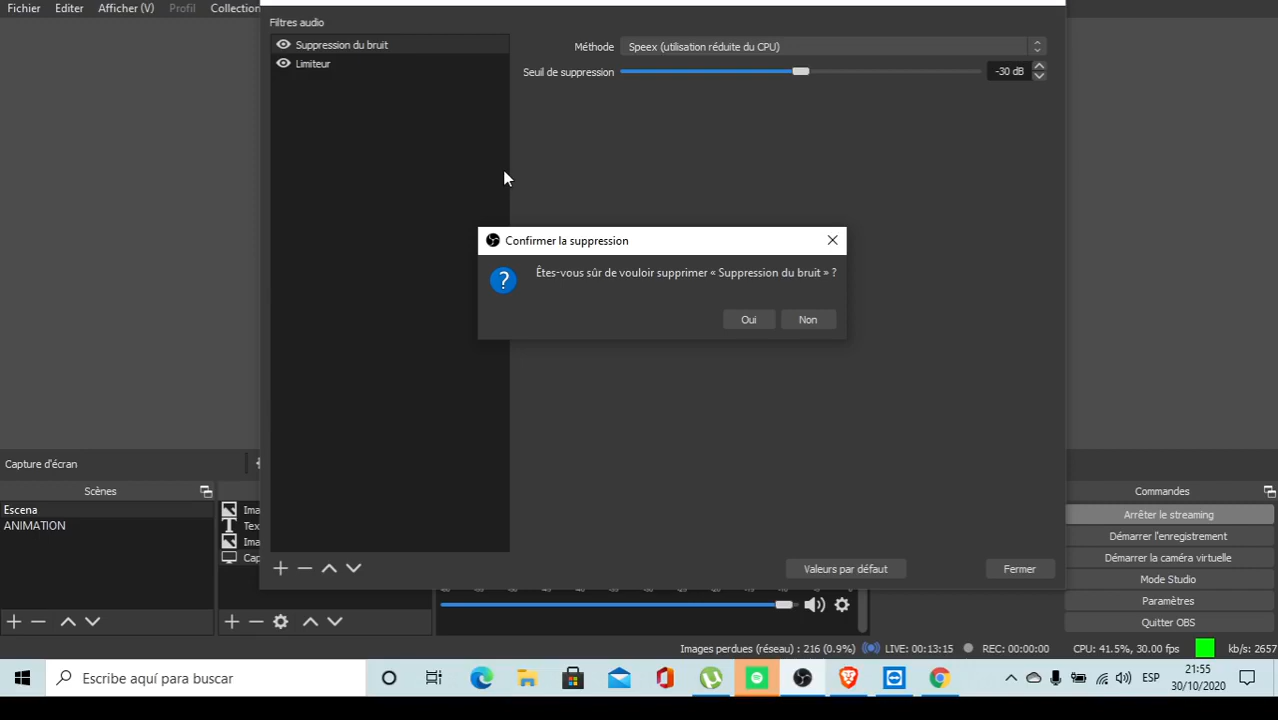 Fichier Editer Afficher (V) Profil Collection
Filtres audio
Suppression du bruit
Limiteur
Méthode Speex (utilisation réduite du CPU)
Seuil de suppression -30 dB
Confirmer la suppression
Êtes-vous sûr de vouloir supprimer « Suppression du bruit » ?
Oui Non
Capture d'écran
Scènes
Escena
ANIMATION
Ima
Tex
Ima
Cap
Valeurs par défaut Fermer
Commandes
Arrêter le streaming
Démarrer l'enregistrement
Démarrer la caméra virtuelle
Mode Studio
Paramètres
Quitter OBS
Images perdues (réseau) : 216 (0.9%) LIVE: 00:13:15 REC: 00:00:00 CPU: 41.5%, 30.00 fps kb/s: 2657
Escribe aquí para buscar
ESP
21:55
30/10/2020